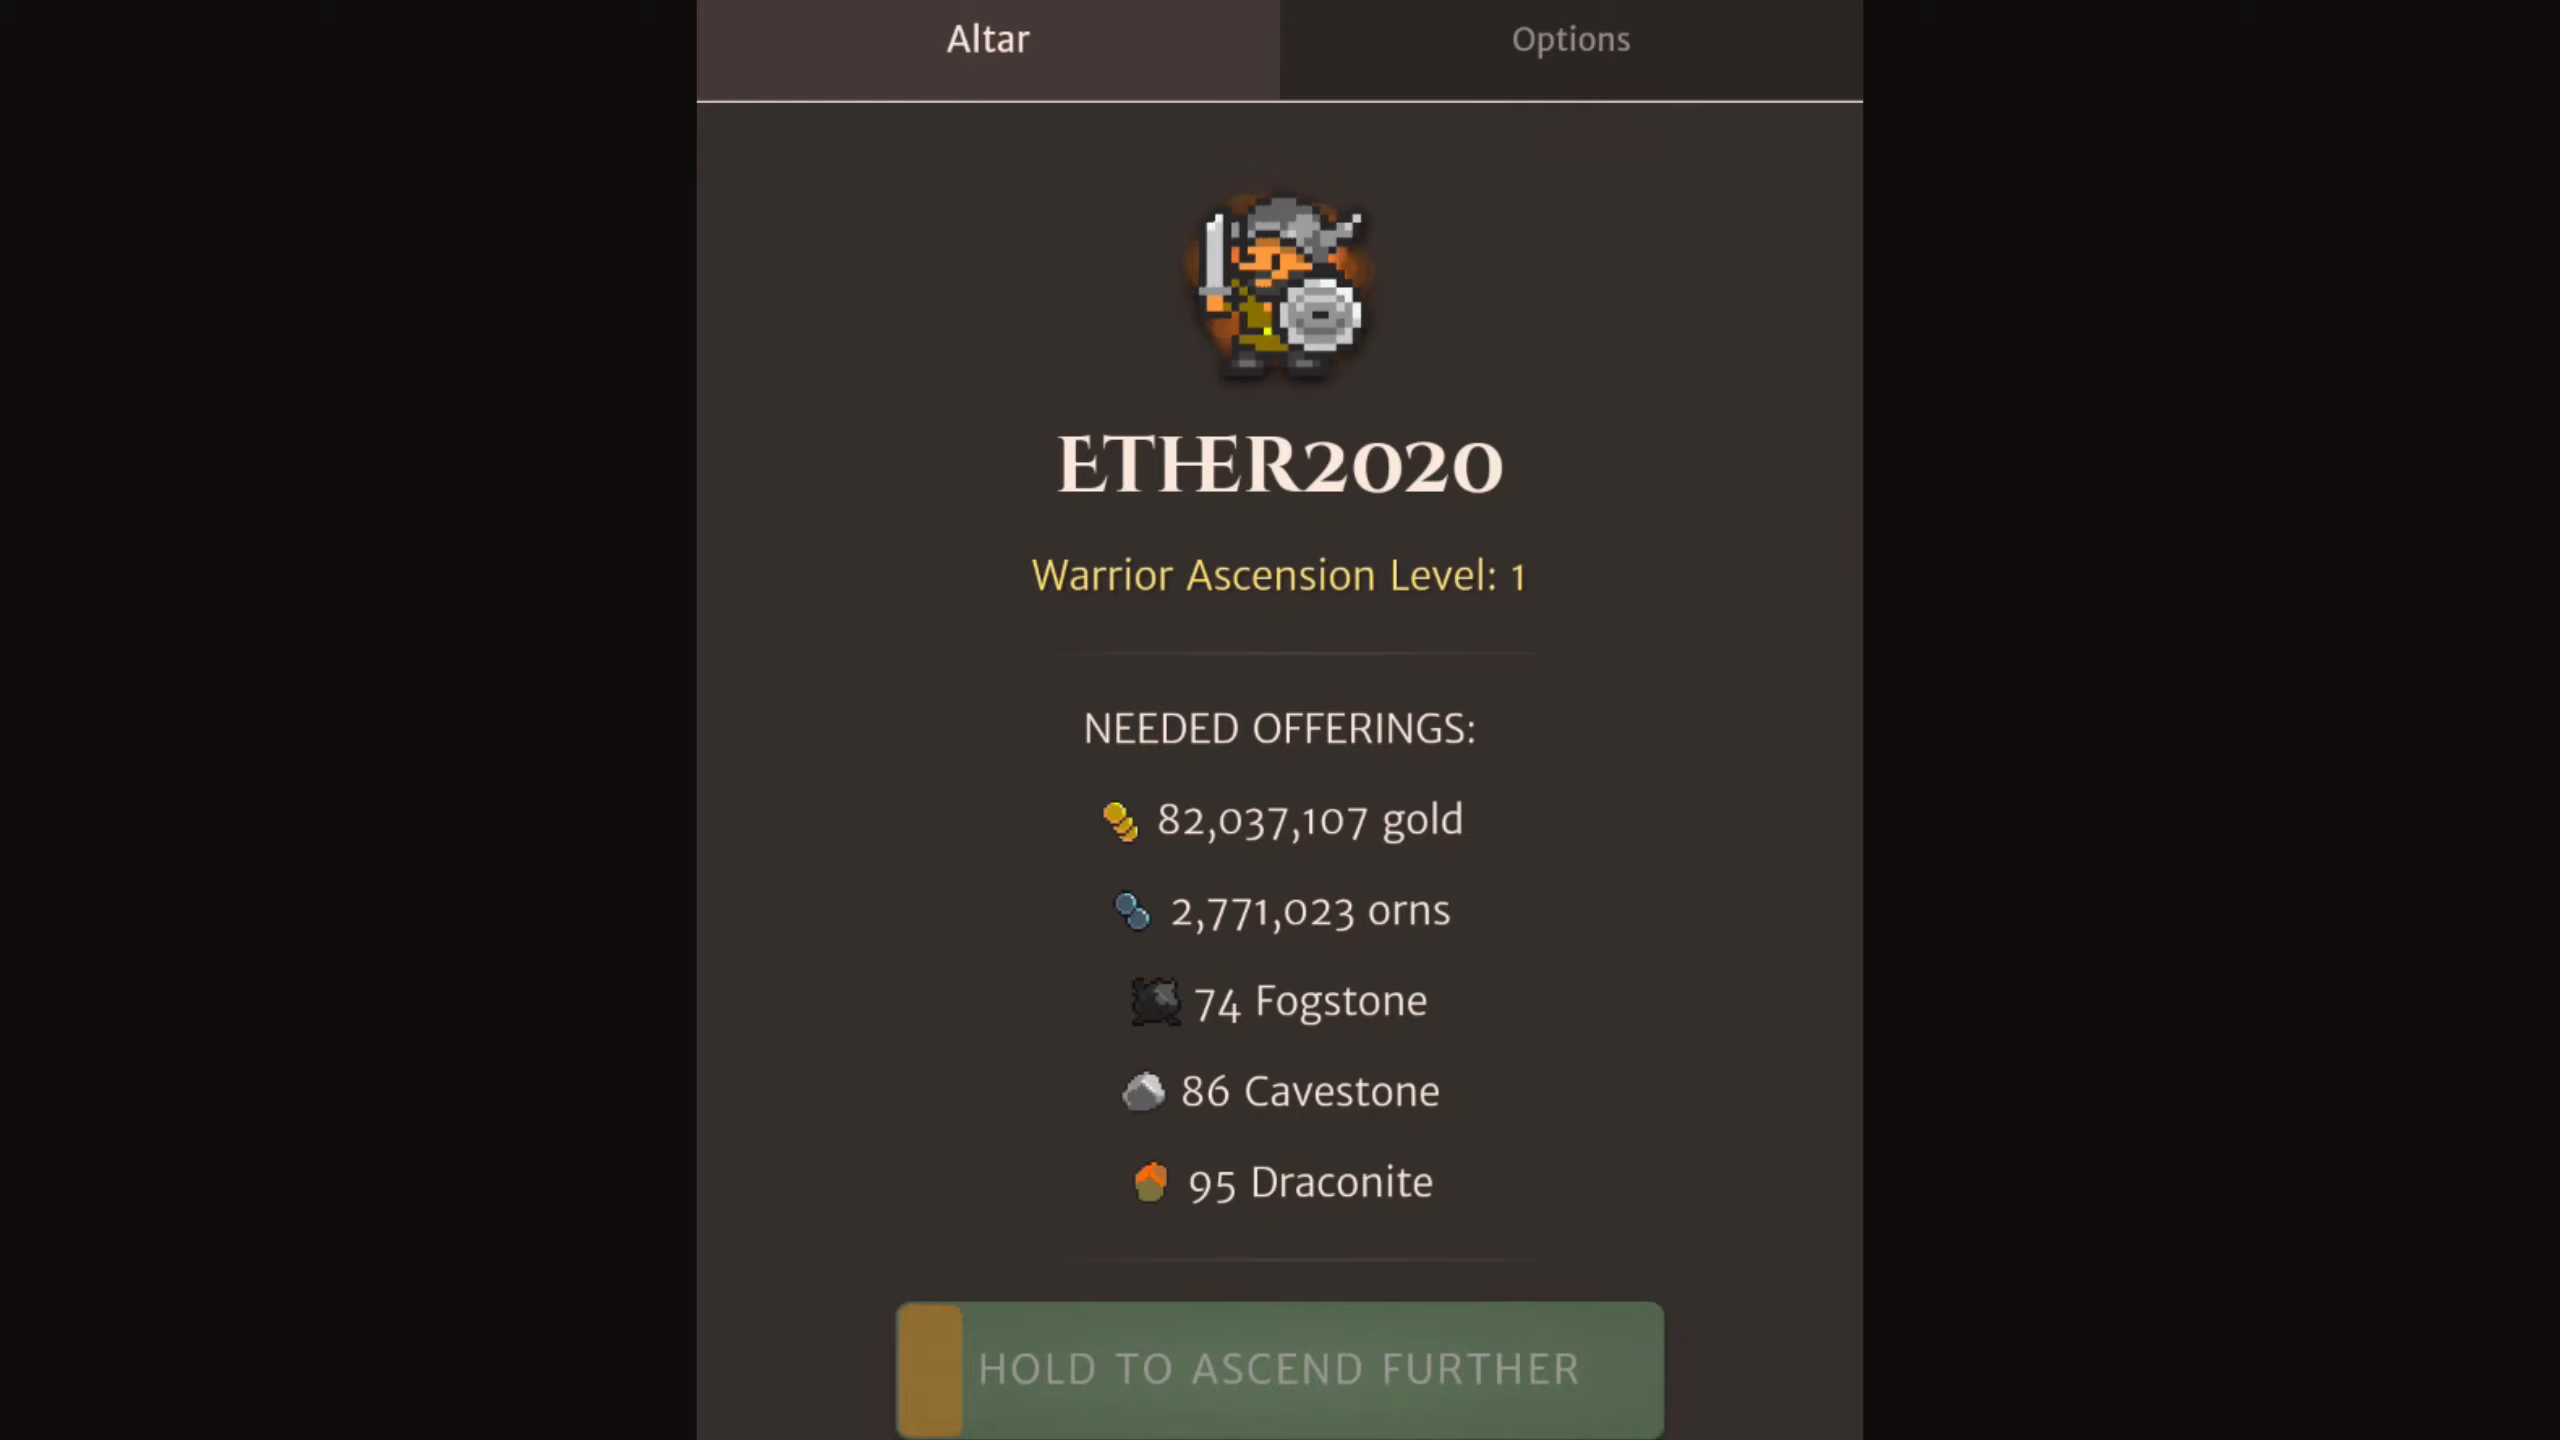 Altar
Options
ETHER2020
Warrior Ascension Level: 1
NEEDED OFFERINGS:
82,037,107 gold
2,771,023 orns
74 Fogstone
86 Cavestone
95 Draconite
HOLD TO ASCEND FURTHER